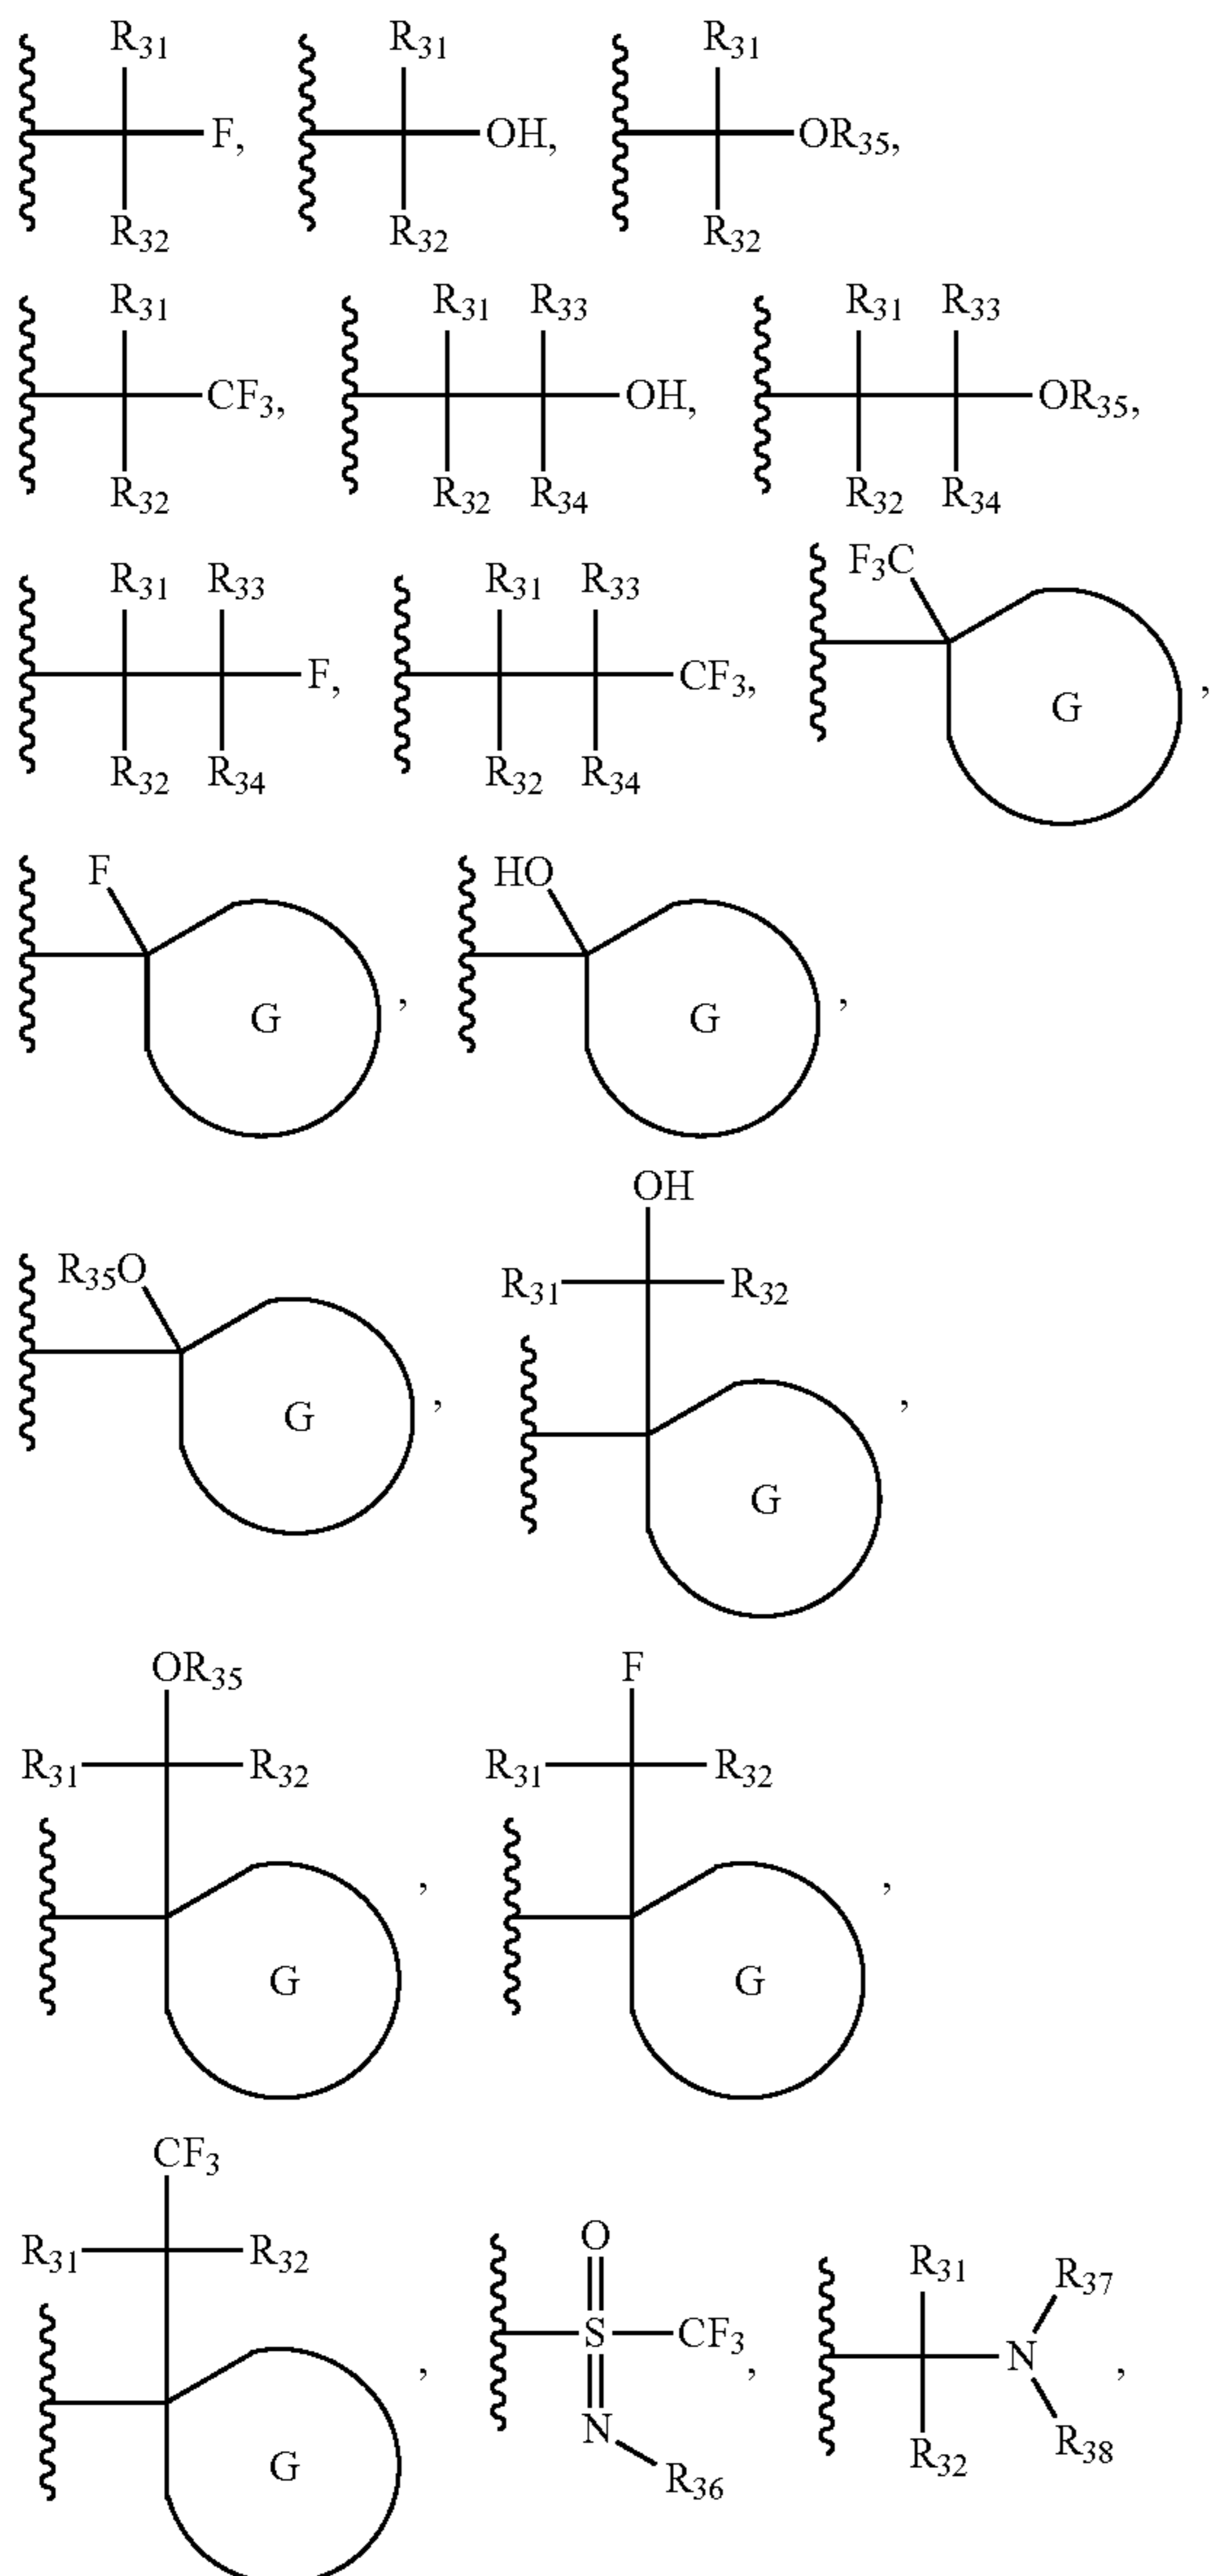 R31 R31 R31
F, OH, OR35,
R32 R32 R32
R31 R31 R33 R31 R33
CF3, OH, OR35,
R32 R32 R34 R32 R34
R31 R33 R31 R33 F3C
F, CF3, G ,
R32 R34 R32 R34
F HO
G , G ,
OH
R35O R31 R32
G , G ,
OR35 F
R31 R32 R31 R32
G , G ,
CF3
R31 R32 O R31 R37
S CF3, N ,
G , N R36 R32 R38